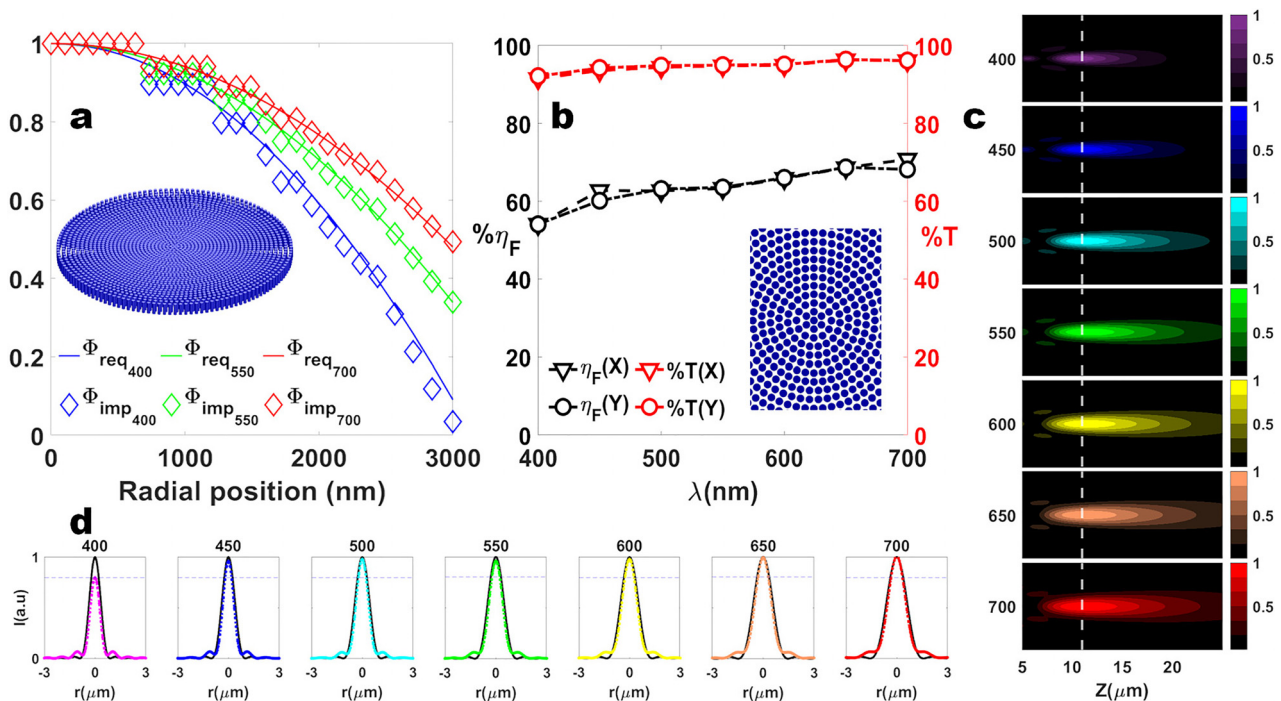 a
1
0.8
0.6
0.4
0.2
0
Φreq400 Φreq550 Φreq700
Φimp400 Φimp550 Φimp700
0 1000 2000 3000
Radial position (nm)
b
100
80
60
%ηF
40
20
0
100
80
60
%T
40
20
0
ηF(X) %T(X)
ηF(Y) %T(Y)
400 450 500 550 600 650 700
λ(nm)
c
400 1 0.5
450 1 0.5
500 1 0.5
550 1 0.5
600 1 0.5
650 1 0.5
700 1 0.5
5 10 15 20
Z(μm)
d
400 450 500 550 600 650 700
1
I(a.u)
0
-3 0 3 -3 0 3 -3 0 3 -3 0 3 -3 0 3 -3 0 3 -3 0 3
r(μm) r(μm) r(μm) r(μm) r(μm) r(μm) r(μm)